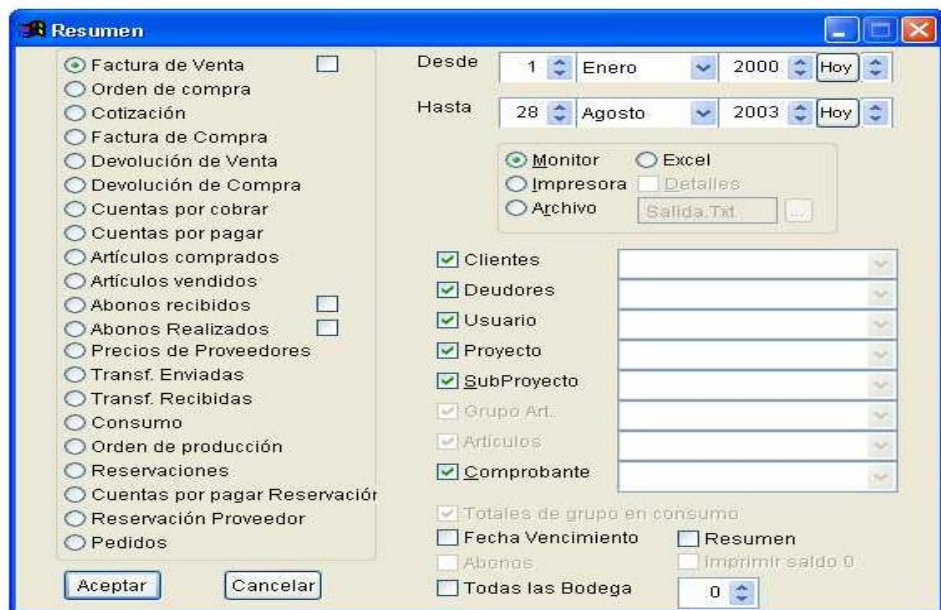 Resumen
Factura de Venta
Orden de compra
Cotización
Factura de Compra
Devolución de Venta
Devolución de Compra
Cuentas por cobrar
Cuentas por pagar
Artículos comprados
Artículos vendidos
Abonos recibidos
Abonos Realizados
Precios de Proveedores
Transf. Enviadas
Transf. Recibidas
Consumo
Orden de producción
Reservaciones
Cuentas por pagar Reservación
Reservación Proveedor
Pedidos
Aceptar Cancelar
Desde 1 Enero 2000 Hoy
Hasta 28 Agosto 2003 Hoy
Monitor Excel
Impresora Detalles
Archivo Salida.Txt ...
Clientes
Deudores
Usuario
Proyecto
SubProyecto
Grupo Art.
Artículos
Comprobante
Totales de grupo en consumo
Fecha Vencimiento Resumen
Abonos Imprimir saldo 0
Todas las Bodega 0